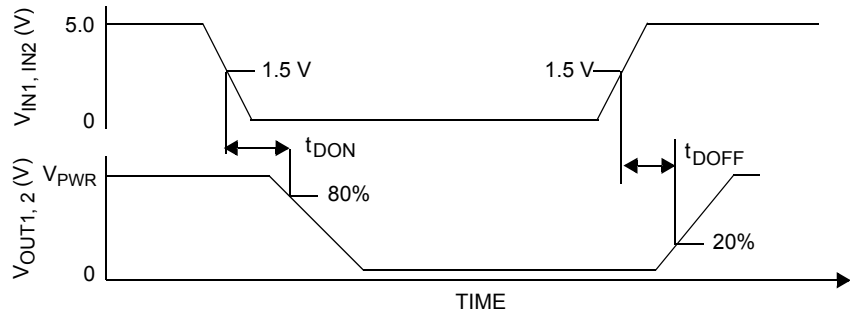 V_IN1, IN2 (V)
5.0
1.5 V
1.5 V
0
t_DON
t_DOFF
V_OUT1, 2 (V)
V_PWR
80%
20%
0
TIME